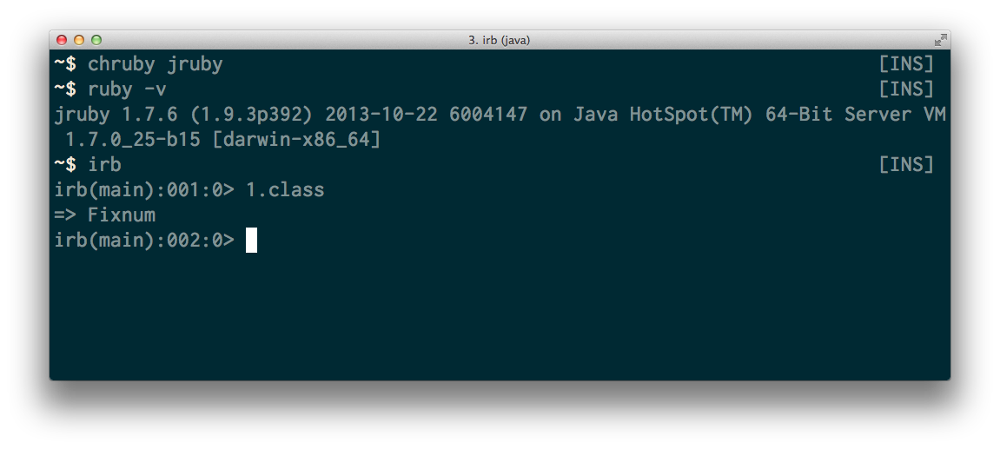 3. irb (java)
~$ chruby jruby [INS]
~$ ruby -v [INS]
jruby 1.7.6 (1.9.3p392) 2013-10-22 6004147 on Java HotSpot(TM) 64-Bit Server VM
1.7.0_25-b15 [darwin-x86_64]
~$ irb [INS]
irb(main):001:0> 1.class
=> Fixnum
irb(main):002:0>